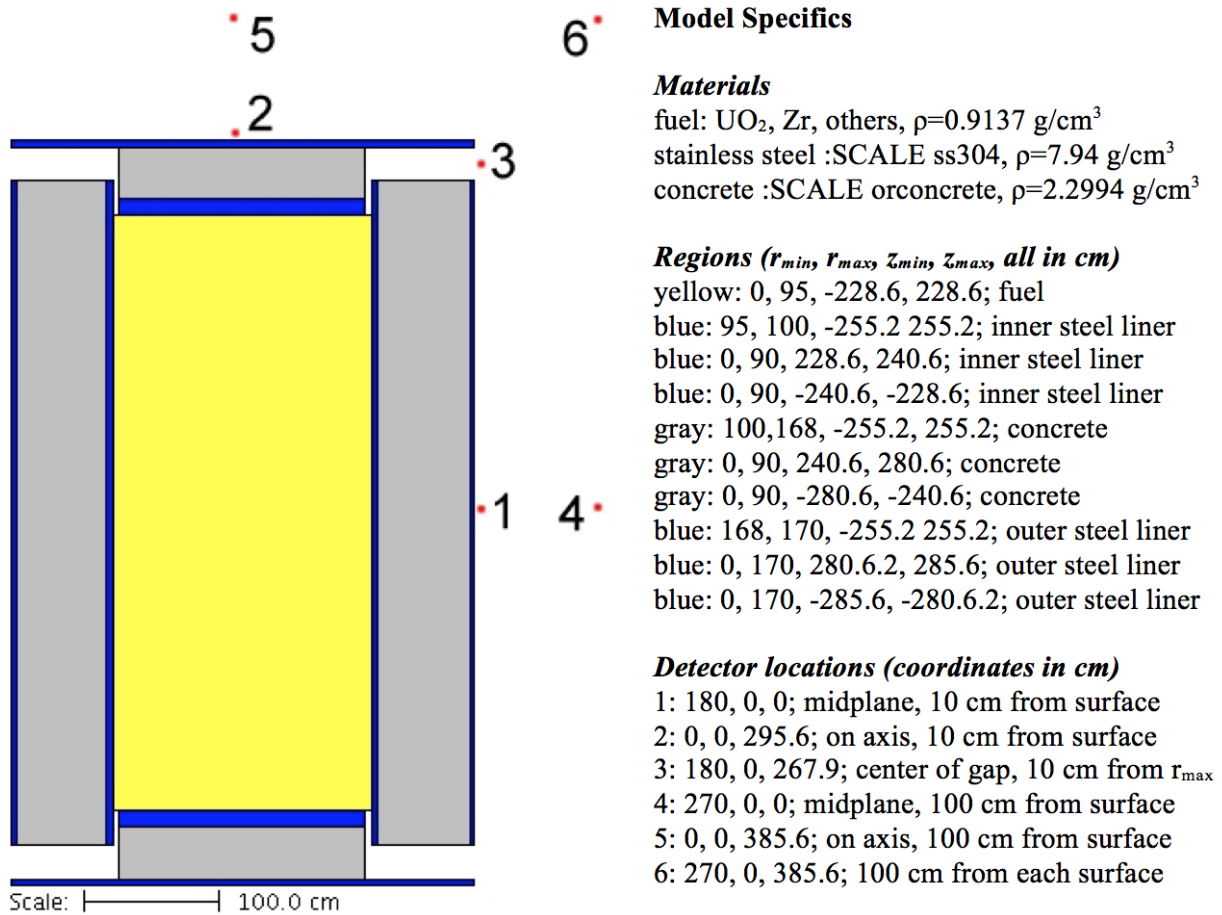 5
6
2
3
1
4
Scale:
100.0 cm
Model Specifics
Materials
fuel: UO₂, Zr, others, ρ=0.9137 g/cm³
stainless steel :SCALE ss304, ρ=7.94 g/cm³
concrete :SCALE orconcrete, ρ=2.2994 g/cm³
Regions (rmin, rmax, zmin, zmax, all in cm)
yellow: 0, 95, -228.6, 228.6; fuel
blue: 95, 100, -255.2 255.2; inner steel liner
blue: 0, 90, 228.6, 240.6; inner steel liner
blue: 0, 90, -240.6, -228.6; inner steel liner
gray: 100,168, -255.2, 255.2; concrete
gray: 0, 90, 240.6, 280.6; concrete
gray: 0, 90, -280.6, -240.6; concrete
blue: 168, 170, -255.2 255.2; outer steel liner
blue: 0, 170, 280.6.2, 285.6; outer steel liner
blue: 0, 170, -285.6, -280.6.2; outer steel liner
Detector locations (coordinates in cm)
1: 180, 0, 0; midplane, 10 cm from surface
2: 0, 0, 295.6; on axis, 10 cm from surface
3: 180, 0, 267.9; center of gap, 10 cm from rmax
4: 270, 0, 0; midplane, 100 cm from surface
5: 0, 0, 385.6; on axis, 100 cm from surface
6: 270, 0, 385.6; 100 cm from each surface